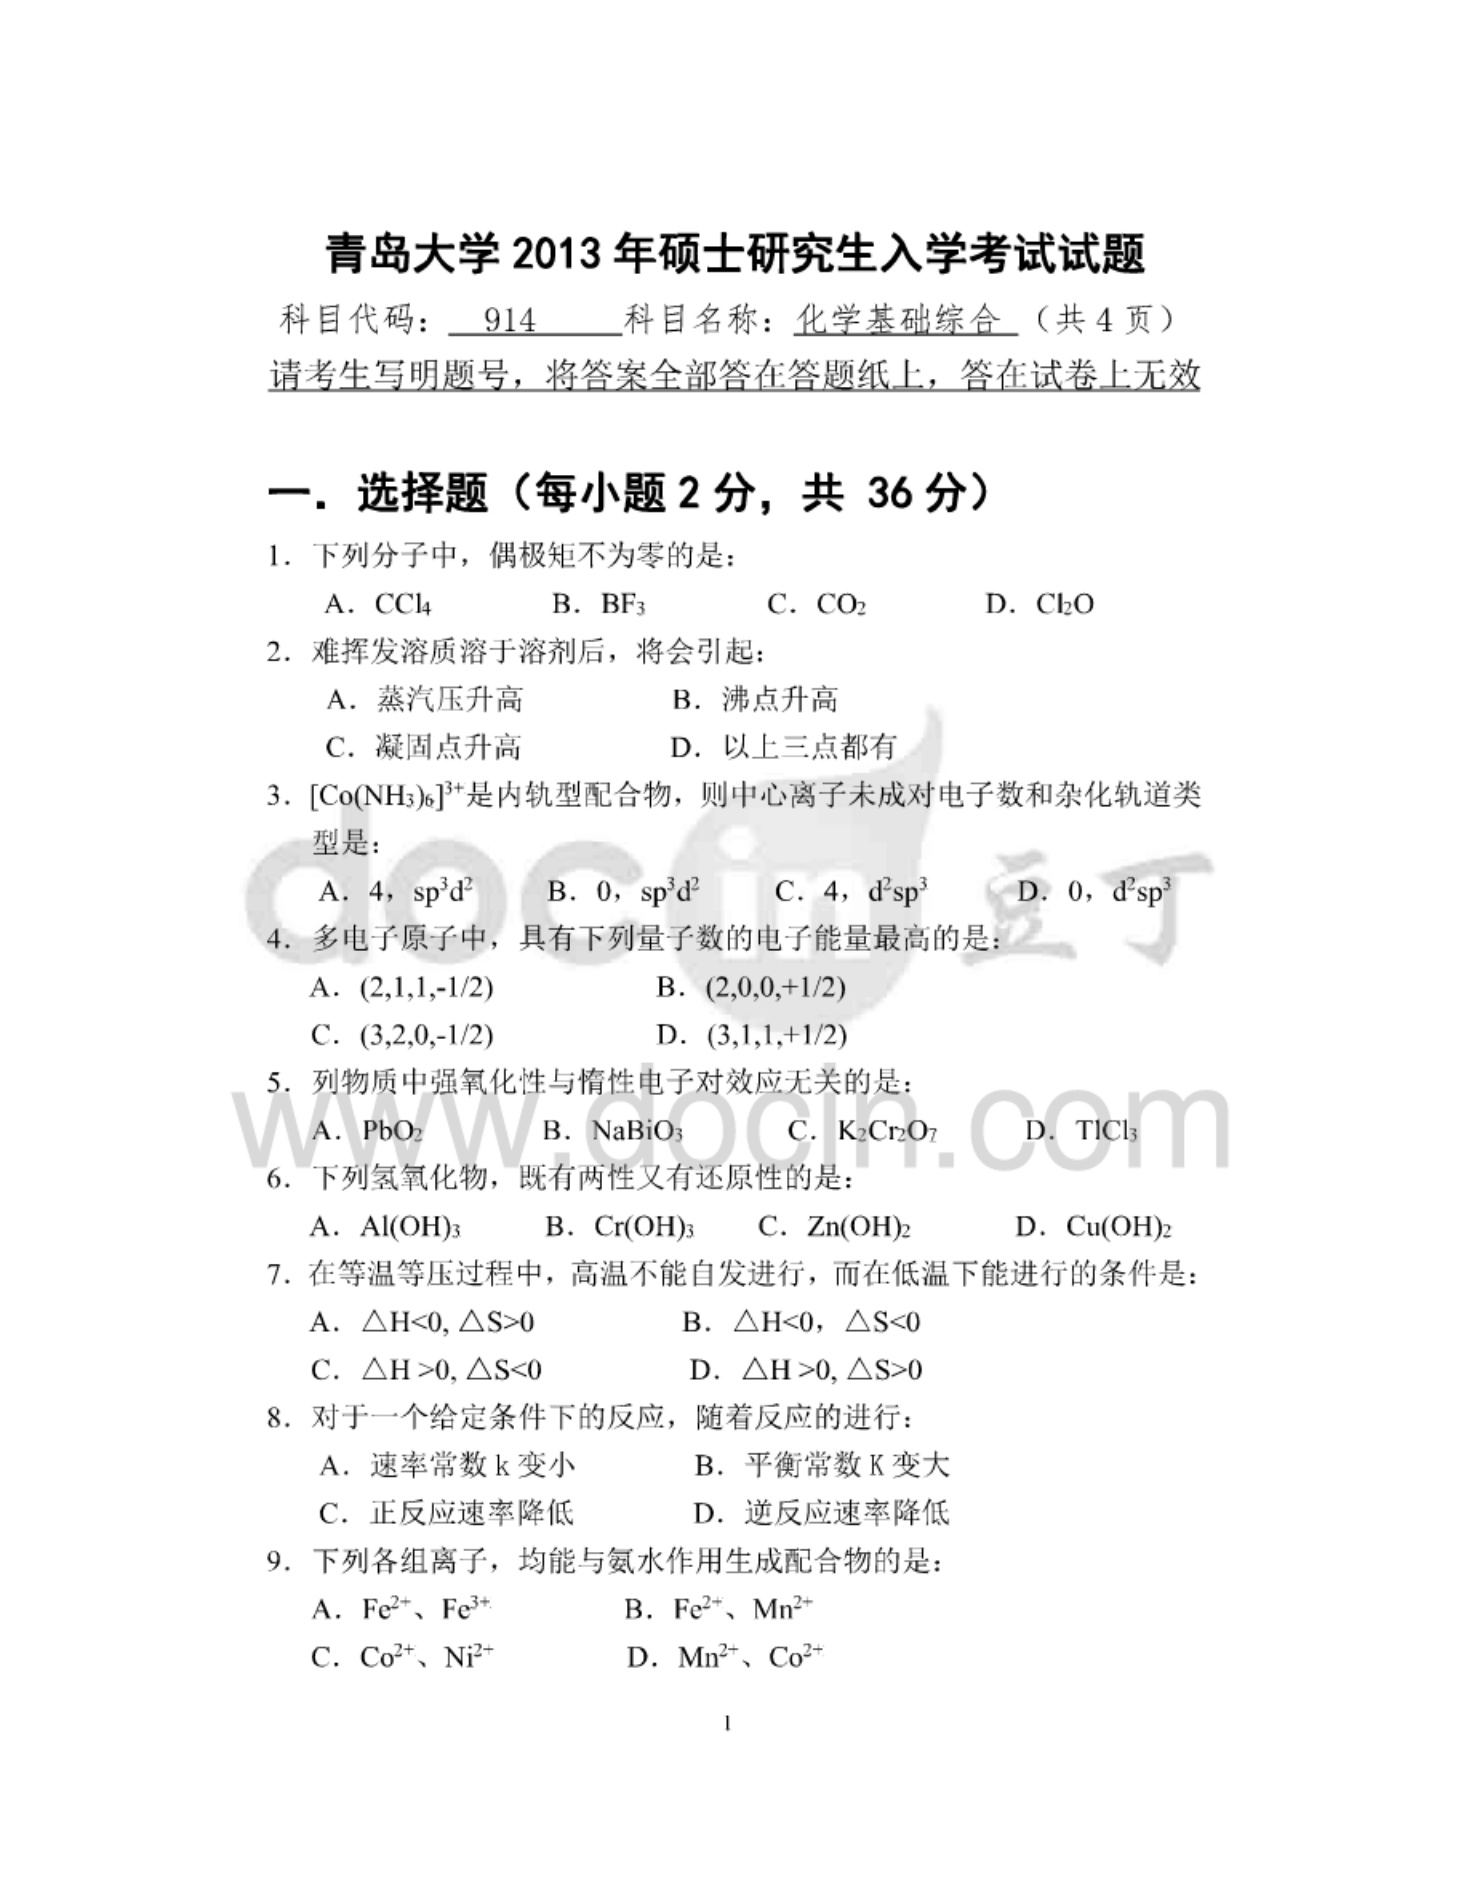 青岛大学 2013 年硕士研究生入学考试试题
科目代码： 914 科目名称：化学基础综合 （共 4 页）
请考生写明题号，将答案全部答在答题纸上，答在试卷上无效
一．选择题（每小题 2 分，共 36 分）
1．下列分子中，偶极矩不为零的是：
A．CCl₄ B．BF₃ C．CO₂ D．Cl₂O
2．难挥发溶质溶于溶剂后，将会引起：
A．蒸汽压升高 B．沸点升高
C．凝固点升高 D．以上三点都有
3．[Co(NH₃)₆]³⁺是内轨型配合物，则中心离子未成对电子数和杂化轨道类
型是：
A．4，sp³d² B．0，sp³d² C．4，d²sp³ D．0，d²sp³
4．多电子原子中，具有下列量子数的电子能量最高的是：
A．(2,1,1,-1/2) B．(2,0,0,+1/2)
C．(3,2,0,-1/2) D．(3,1,1,+1/2)
5．列物质中强氧化性与惰性电子对效应无关的是：
A．PbO₂ B．NaBiO₃ C．K₂Cr₂O₇ D．TlCl₃
6．下列氢氧化物，既有两性又有还原性的是：
A．Al(OH)₃ B．Cr(OH)₃ C．Zn(OH)₂ D．Cu(OH)₂
7．在等温等压过程中，高温不能自发进行，而在低温下能进行的条件是：
A．△H<0, △S>0 B．△H<0，△S<0
C．△H >0, △S<0 D．△H >0, △S>0
8．对于一个给定条件下的反应，随着反应的进行：
A．速率常数 k 变小 B．平衡常数 K 变大
C．正反应速率降低 D．逆反应速率降低
9．下列各组离子，均能与氨水作用生成配合物的是：
A．Fe²⁺、Fe³⁺ B．Fe²⁺、Mn²⁺
C．Co²⁺、Ni²⁺ D．Mn²⁺、Co²⁺
1
docin 豆丁
www.docin.com